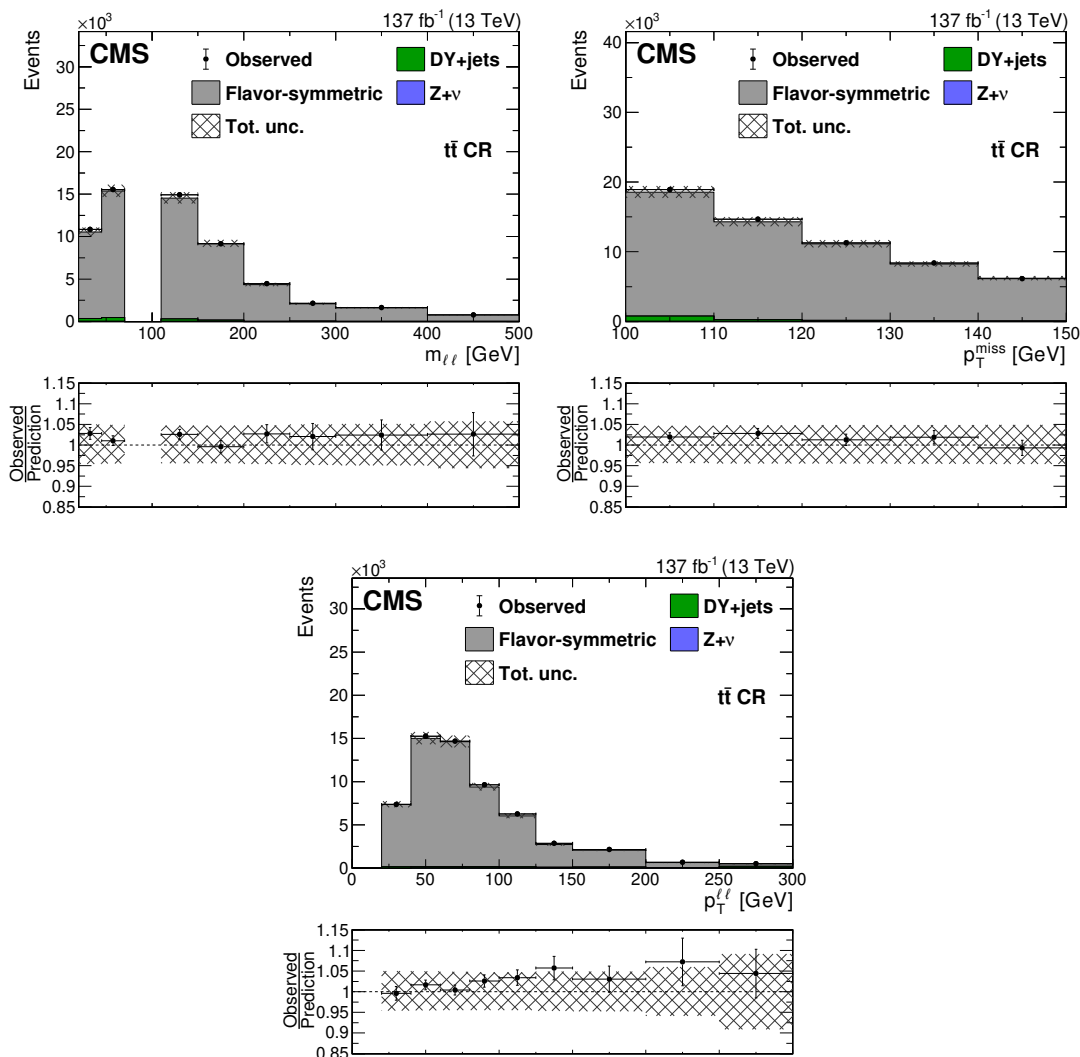 ×10³ 137 fb⁻¹ (13 TeV)
CMS Observed DY+jets
Flavor-symmetric Z+ν
Tot. unc.
tt̄ CR
Events
30
25
20
15
10
5
0
100 200 300 400 500
m_ℓℓ [GeV]
Observed
Prediction
1.15
1.1
1.05
1
0.95
0.9
0.85
×10³ 137 fb⁻¹ (13 TeV)
CMS Observed DY+jets
Flavor-symmetric Z+ν
Tot. unc.
tt̄ CR
Events
40
30
20
10
0
100 110 120 130 140 150
p_T^miss [GeV]
Observed
Prediction
1.15
1.1
1.05
1
0.95
0.9
0.85
×10³ 137 fb⁻¹ (13 TeV)
CMS Observed DY+jets
Flavor-symmetric Z+ν
Tot. unc.
tt̄ CR
Events
30
25
20
15
10
5
0
0 50 100 150 200 250 300
p_T^ℓℓ [GeV]
Observed
Prediction
1.15
1.1
1.05
1
0.95
0.9
0.85